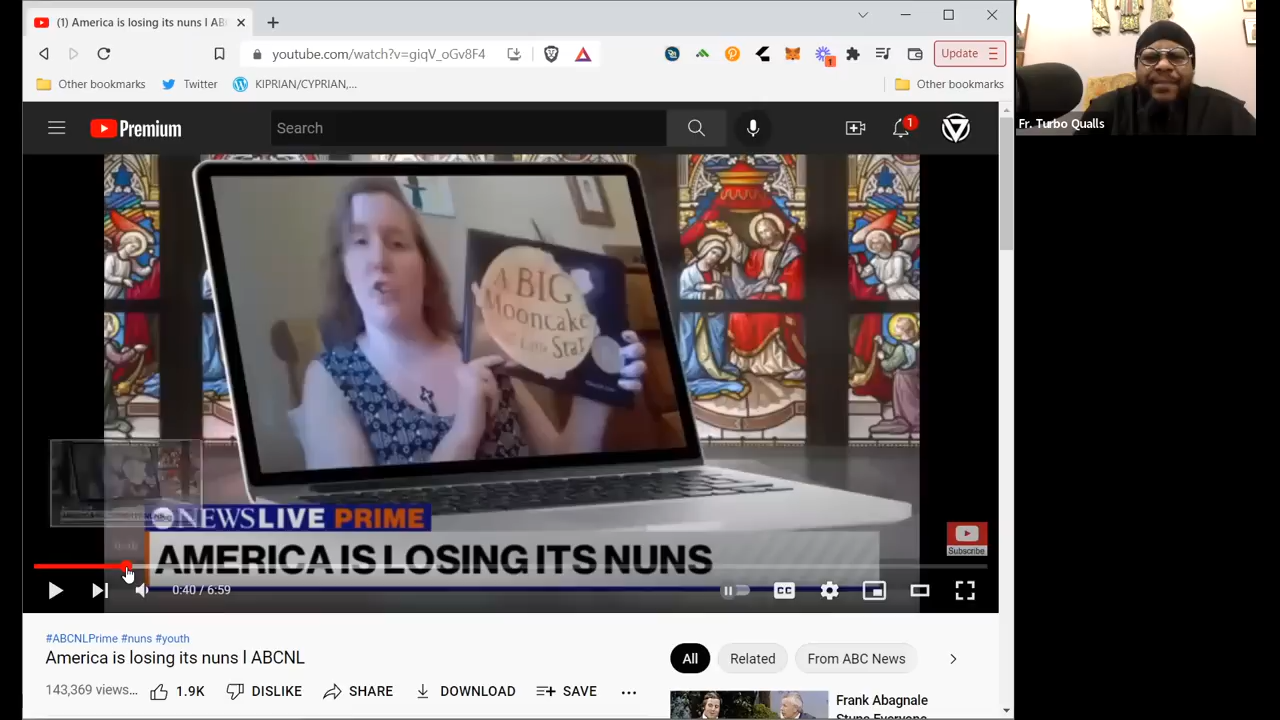 (1) America is losing its nuns l AB
youtube.com/watch?v=giqV_oGv8F4
1
Update
Other bookmarks
Twitter
KIPRIAN/CYPRIAN,...
Other bookmarks
Fr. Turbo Qualls
Premium
Search
1
A BIG
Mooncake
Star
NEWSLIVE PRIME
AMERICA IS LOSING ITS NUNS
Subscribe
0:40 / 6:59
CC
#ABCNLPrime #nuns #youth
America is losing its nuns l ABCNL
143,369 views...
1.9K
DISLIKE
SHARE
DOWNLOAD
SAVE
All
Related
From ABC News
Frank Abagnale